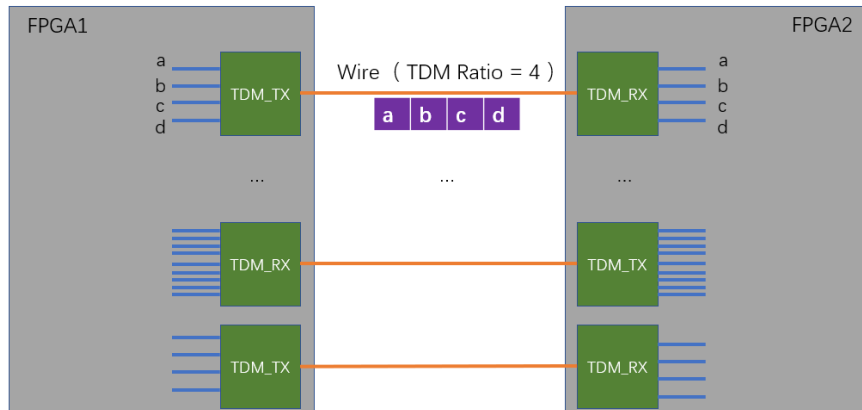 FPGA1
FPGA2
a
b
c
d
TDM_TX
Wire （ TDM Ratio = 4 ）
a b c d
TDM_RX
a
b
c
d
...
...
...
TDM_RX
TDM_TX
TDM_TX
TDM_RX